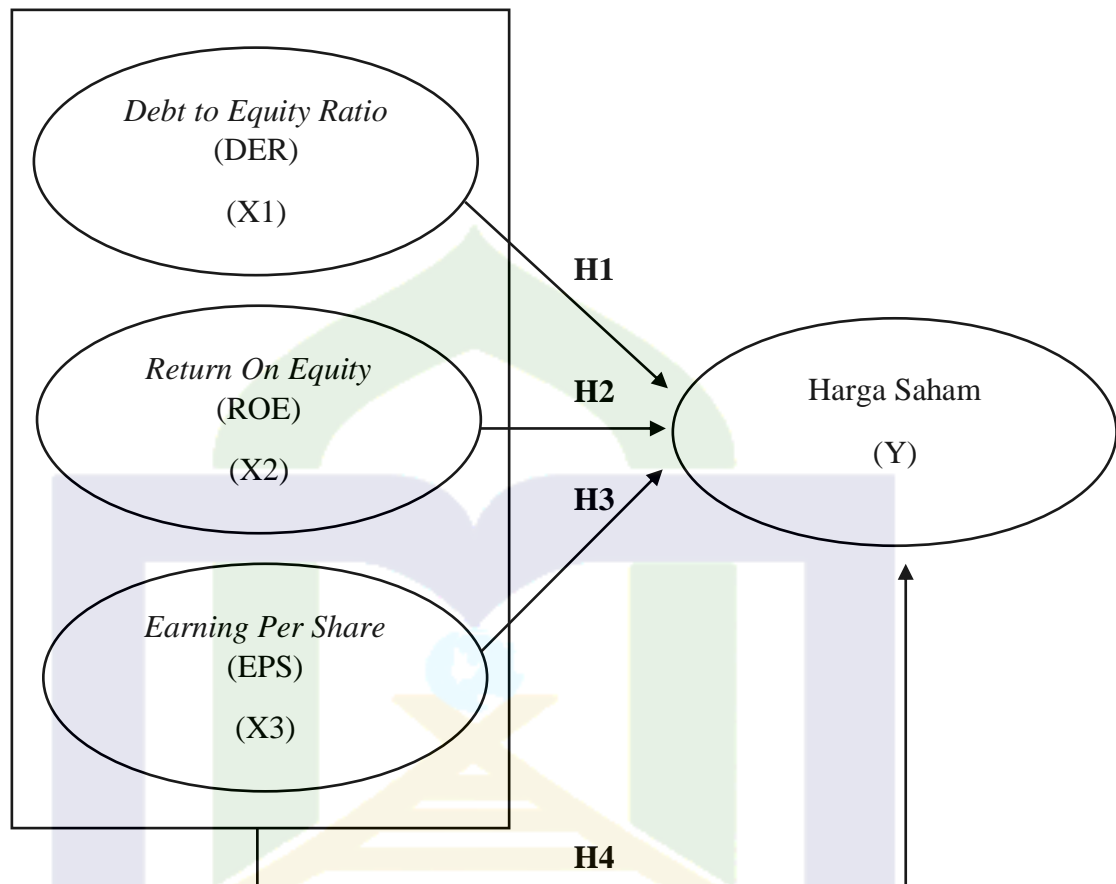 Debt to Equity Ratio
(DER)
(X1)
H1
Return On Equity
(ROE)
(X2)
H2
Harga Saham
(Y)
H3
Earning Per Share
(EPS)
(X3)
H4